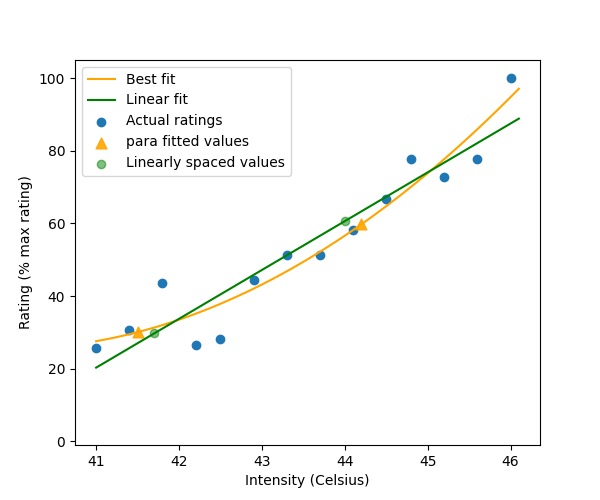 Best fit
Linear fit
Actual ratings
para fitted values
Linearly spaced values
Rating (% max rating)
100
80
60
40
20
0
41 42 43 44 45 46
Intensity (Celsius)